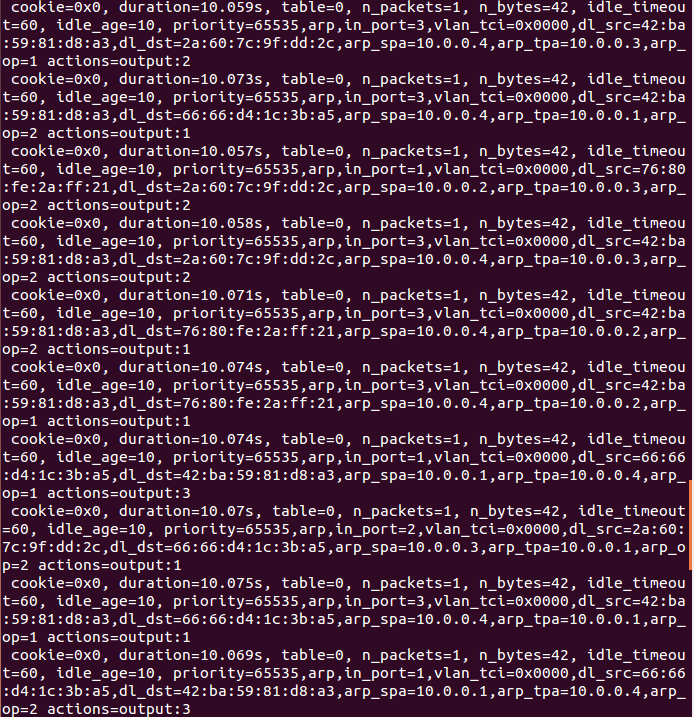 cookie=0x0, duration=10.059s, table=0, n_packets=1, n_bytes=42, idle_timeo
ut=60, idle_age=10, priority=65535,arp,in_port=3,vlan_tci=0x0000,dl_src=42:ba
:59:81:d8:a3,dl_dst=2a:60:7c:9f:dd:2c,arp_spa=10.0.0.4,arp_tpa=10.0.0.3,arp_
op=1 actions=output:2
cookie=0x0, duration=10.073s, table=0, n_packets=1, n_bytes=42, idle_timeou
t=60, idle_age=10, priority=65535,arp,in_port=3,vlan_tci=0x0000,dl_src=42:ba
:59:81:d8:a3,dl_dst=66:66:d4:1c:3b:a5,arp_spa=10.0.0.4,arp_tpa=10.0.0.1,arp_
op=2 actions=output:1
cookie=0x0, duration=10.057s, table=0, n_packets=1, n_bytes=42, idle_timeou
t=60, idle_age=10, priority=65535,arp,in_port=1,vlan_tci=0x0000,dl_src=76:80
:fe:2a:ff:21,dl_dst=2a:60:7c:9f:dd:2c,arp_spa=10.0.0.2,arp_tpa=10.0.0.3,arp_
op=2 actions=output:2
cookie=0x0, duration=10.058s, table=0, n_packets=1, n_bytes=42, idle_timeou
t=60, idle_age=10, priority=65535,arp,in_port=3,vlan_tci=0x0000,dl_src=42:ba
:59:81:d8:a3,dl_dst=2a:60:7c:9f:dd:2c,arp_spa=10.0.0.4,arp_tpa=10.0.0.3,arp_
op=2 actions=output:2
cookie=0x0, duration=10.071s, table=0, n_packets=1, n_bytes=42, idle_timeou
t=60, idle_age=10, priority=65535,arp,in_port=3,vlan_tci=0x0000,dl_src=42:ba
:59:81:d8:a3,dl_dst=76:80:fe:2a:ff:21,arp_spa=10.0.0.4,arp_tpa=10.0.0.2,arp_
op=2 actions=output:1
cookie=0x0, duration=10.074s, table=0, n_packets=1, n_bytes=42, idle_timeou
t=60, idle_age=10, priority=65535,arp,in_port=3,vlan_tci=0x0000,dl_src=42:ba
:59:81:d8:a3,dl_dst=76:80:fe:2a:ff:21,arp_spa=10.0.0.4,arp_tpa=10.0.0.2,arp_
op=1 actions=output:1
cookie=0x0, duration=10.074s, table=0, n_packets=1, n_bytes=42, idle_timeou
t=60, idle_age=10, priority=65535,arp,in_port=1,vlan_tci=0x0000,dl_src=66:66
:d4:1c:3b:a5,dl_dst=42:ba:59:81:d8:a3,arp_spa=10.0.0.1,arp_tpa=10.0.0.4,arp_
op=1 actions=output:3
cookie=0x0, duration=10.07s, table=0, n_packets=1, n_bytes=42, idle_timeout
=60, idle_age=10, priority=65535,arp,in_port=2,vlan_tci=0x0000,dl_src=2a:60:
7c:9f:dd:2c,dl_dst=66:66:d4:1c:3b:a5,arp_spa=10.0.0.3,arp_tpa=10.0.0.1,arp_o
p=2 actions=output:1
cookie=0x0, duration=10.075s, table=0, n_packets=1, n_bytes=42, idle_timeou
t=60, idle_age=10, priority=65535,arp,in_port=3,vlan_tci=0x0000,dl_src=42:ba
:59:81:d8:a3,dl_dst=66:66:d4:1c:3b:a5,arp_spa=10.0.0.4,arp_tpa=10.0.0.1,arp_
op=1 actions=output:1
cookie=0x0, duration=10.069s, table=0, n_packets=1, n_bytes=42, idle_timeou
t=60, idle_age=10, priority=65535,arp,in_port=1,vlan_tci=0x0000,dl_src=66:66
:d4:1c:3b:a5,dl_dst=42:ba:59:81:d8:a3,arp_spa=10.0.0.1,arp_tpa=10.0.0.4,arp_
op=2 actions=output:3